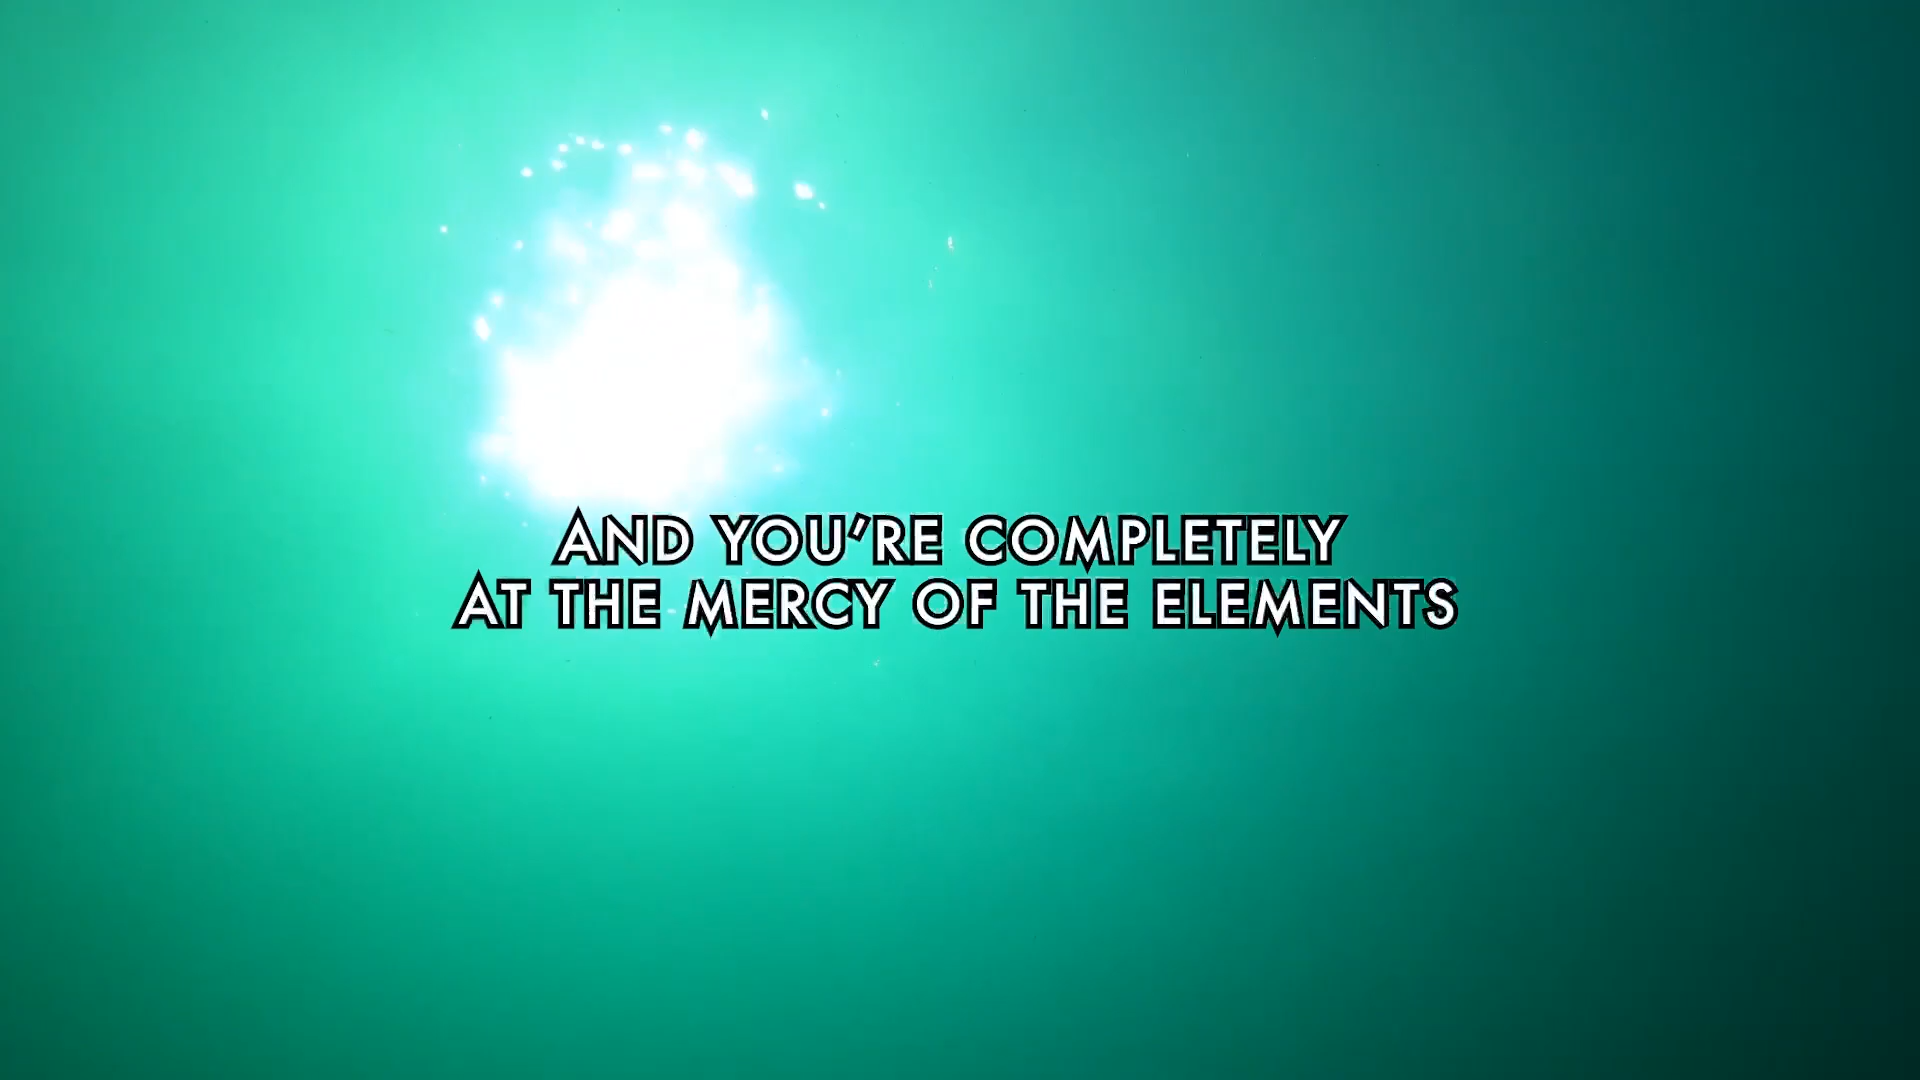 AND YOU'RE COMPLETELY
AT THE MERCY OF THE ELEMENTS